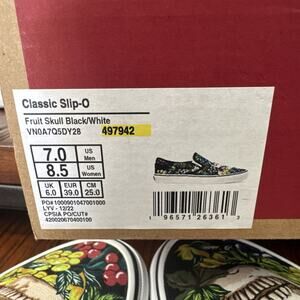 Classic Slip-O
Fruit Skull Black/White
VN0A7Q5DY28 497942
7.0 US Men
8.5 US Women
UK 6.0 EUR 39.0 CM 25.0
PO# 1000901047001000
LYV - 12/22
CPSIA PO/CUT#
420020670400100
1 96571 26361 3